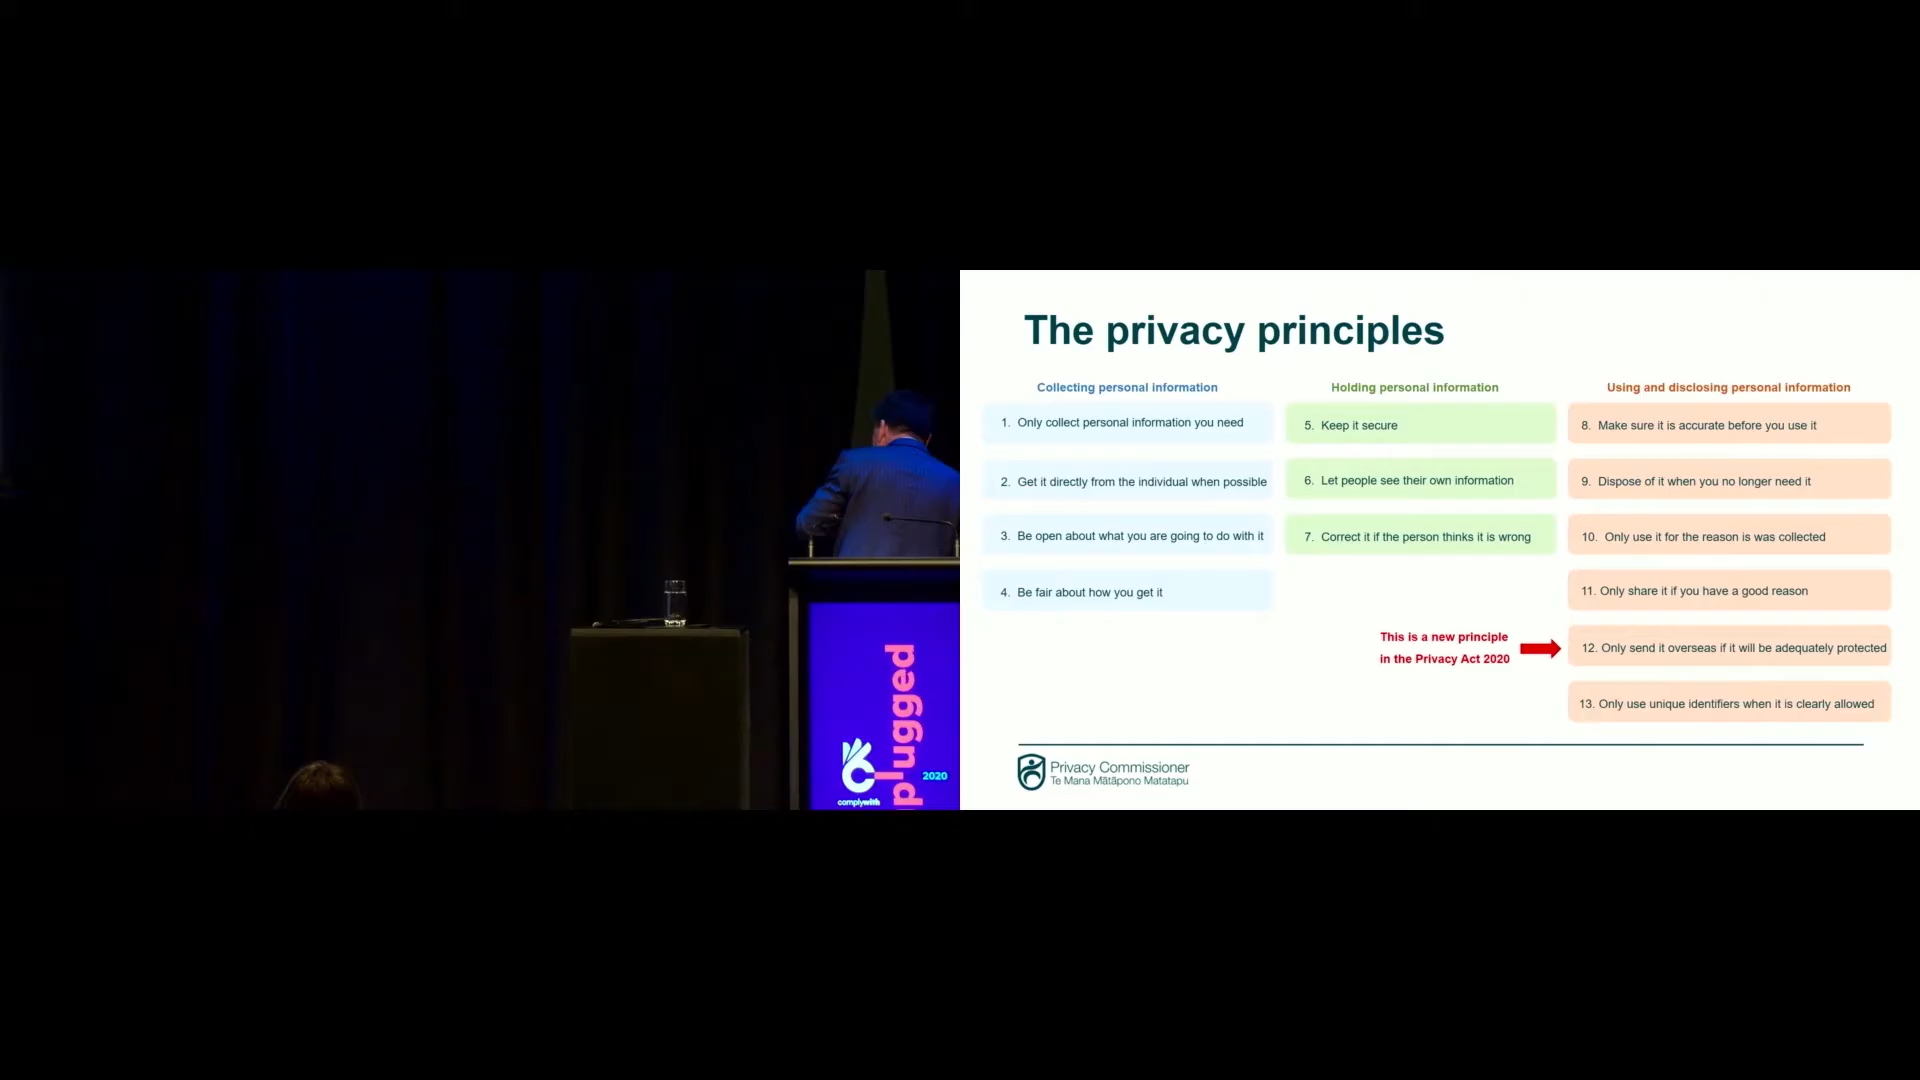 plugged
2020
complywith
The privacy principles
Collecting personal information
1. Only collect personal information you need
2. Get it directly from the individual when possible
3. Be open about what you are going to do with it
4. Be fair about how you get it
Holding personal information
5. Keep it secure
6. Let people see their own information
7. Correct it if the person thinks it is wrong
Using and disclosing personal information
8. Make sure it is accurate before you use it
9. Dispose of it when you no longer need it
10. Only use it for the reason is was collected
11. Only share it if you have a good reason
This is a new principle
in the Privacy Act 2020
12. Only send it overseas if it will be adequately protected
13. Only use unique identifiers when it is clearly allowed
Privacy Commissioner
Te Mana Mātāpono Matatapu